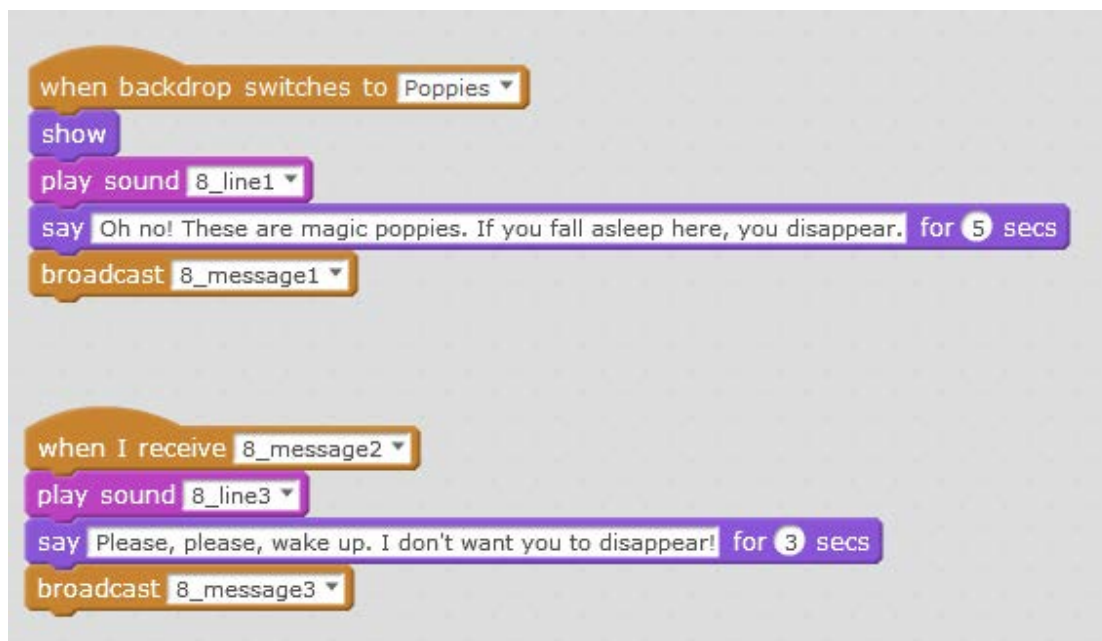 when backdrop switches to Poppies
show
play sound 8_line1
say Oh no! These are magic poppies. If you fall asleep here, you disappear. for 5 secs
broadcast 8_message1
when I receive 8_message2
play sound 8_line3
say Please, please, wake up. I don't want you to disappear! for 3 secs
broadcast 8_message3